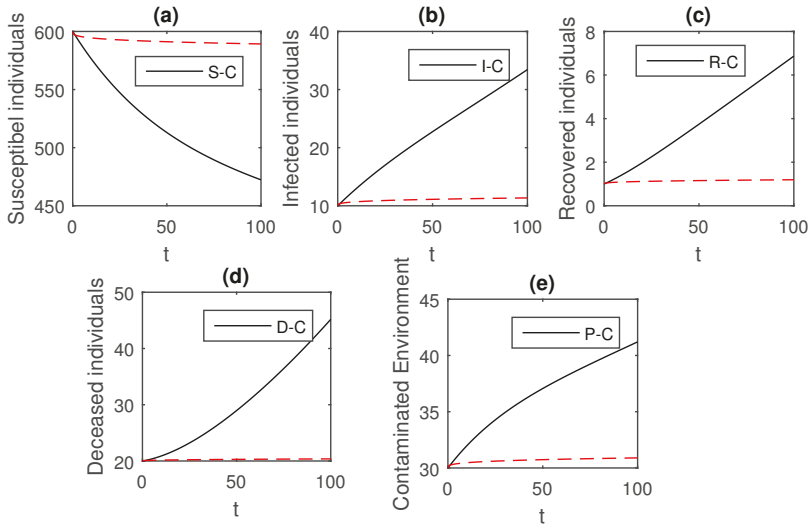 (a)
Susceptibel individuals
600
550
500
450
S-C
0
50
100
t
(b)
Infected individuals
40
30
20
10
I-C
0
50
100
t
(c)
Recovered individuals
8
6
4
2
0
R-C
0
50
100
t
(d)
Deceased individuals
50
40
30
20
D-C
0
50
100
t
(e)
Contaminated Environment
45
40
35
30
P-C
0
50
100
t